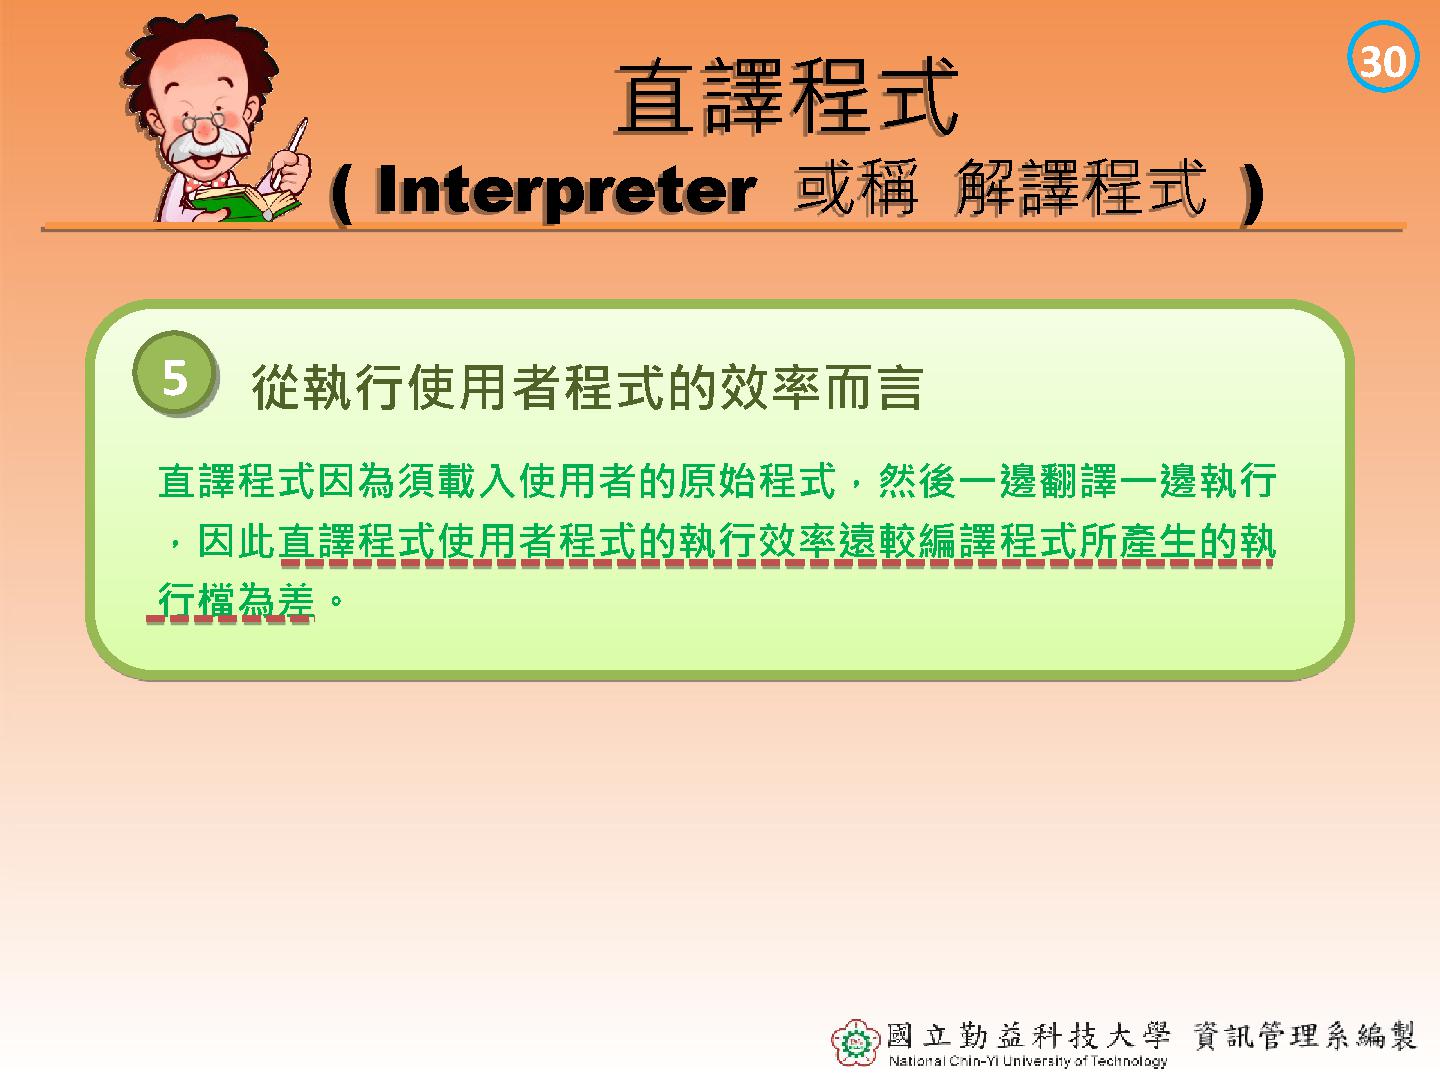 30
直譯程式
( Interpreter 或稱 解譯程式 )
5 從執行使用者程式的效率而言
直譯程式因為須載入使用者的原始程式，然後一邊翻譯一邊執行
，因此直譯程式使用者程式的執行效率遠較編譯程式所產生的執
行檔為差。
國立勤益科技大學 資訊管理系編製
National Chin-Yi University of Technology